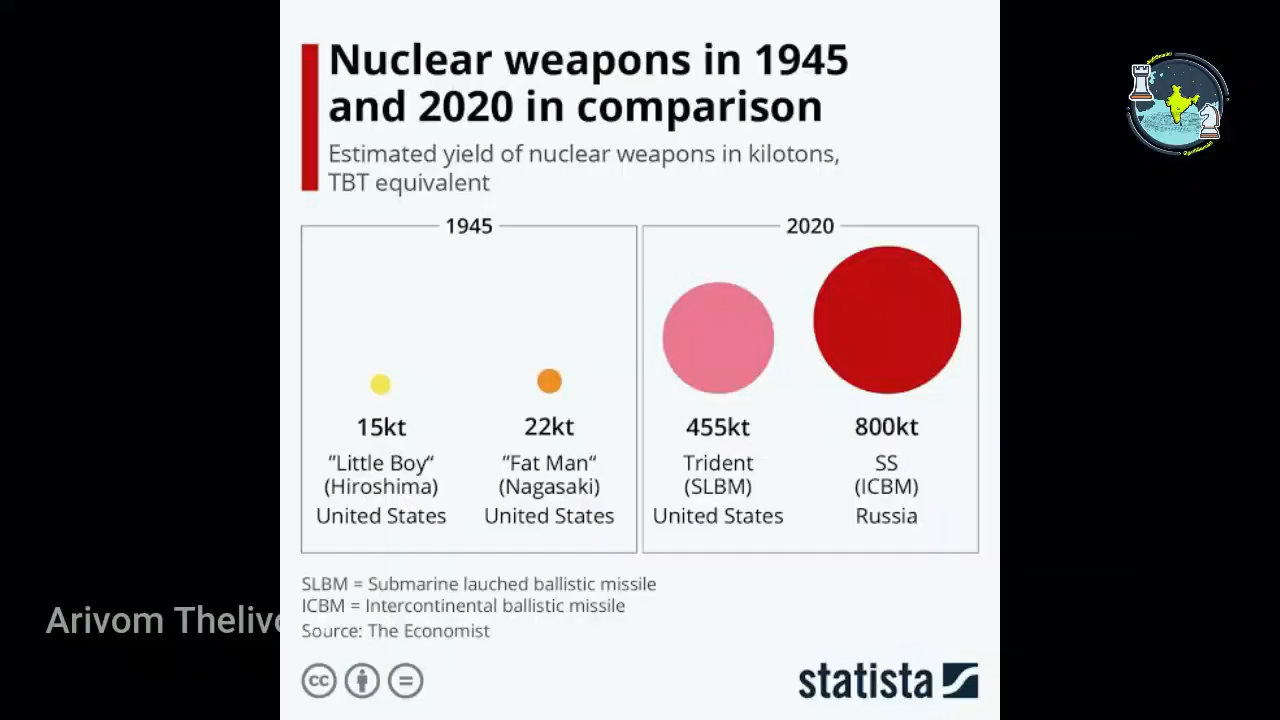 Nuclear weapons in 1945
and 2020 in comparison
Estimated yield of nuclear weapons in kilotons,
TBT equivalent
1945
2020
15kt
22kt
455kt
800kt
”Little Boy“
”Fat Man“
Trident
SS
(Hiroshima)
(Nagasaki)
(SLBM)
(ICBM)
United States
United States
United States
Russia
SLBM = Submarine lauched ballistic missile
ICBM = Intercontinental ballistic missile
Arivom
Source: The Economist
cc
statista